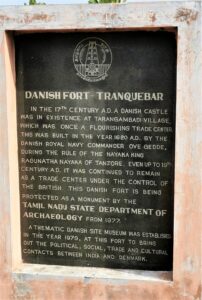 DANISH FORT - TRANQUEBAR
IN THE 17TH CENTURY A.D. A DANISH CASTLE
WAS IN EXISTENCE AT TARANGAMBADI VILLAGE,
WHICH WAS ONCE A FLOURISHING TRADE CENTER.
THIS WAS BUILT IN THE YEAR 1620 A.D. BY THE
DANISH ROYAL NAVY COMMANDER OVE GEDDE,
DURING THE RULE OF THE NAYAKA KING
RAGUNATHA NAYAKA OF TANJORE. EVEN UP TO 19TH
CENTURY A.D. IT WAS CONTINUED TO REMAIN
AS A TRADE CENTER UNDER THE CONTROL OF
THE BRITISH. THIS DANISH FORT IS BEING
PROTECTED AS A MONUMENT BY THE
TAMIL NADU STATE DEPARTMENT OF
ARCHAEOLOGY FROM 1977.
A THEMATIC DANISH SITE MUSEUM WAS ESTABLISHED
IN THE YEAR 1979, AT THIS FORT TO BRING
OUT THE POLITICAL, SOCIAL, TRADE AND CULTURAL
CONTACTS BETWEEN INDIA AND DENMARK.